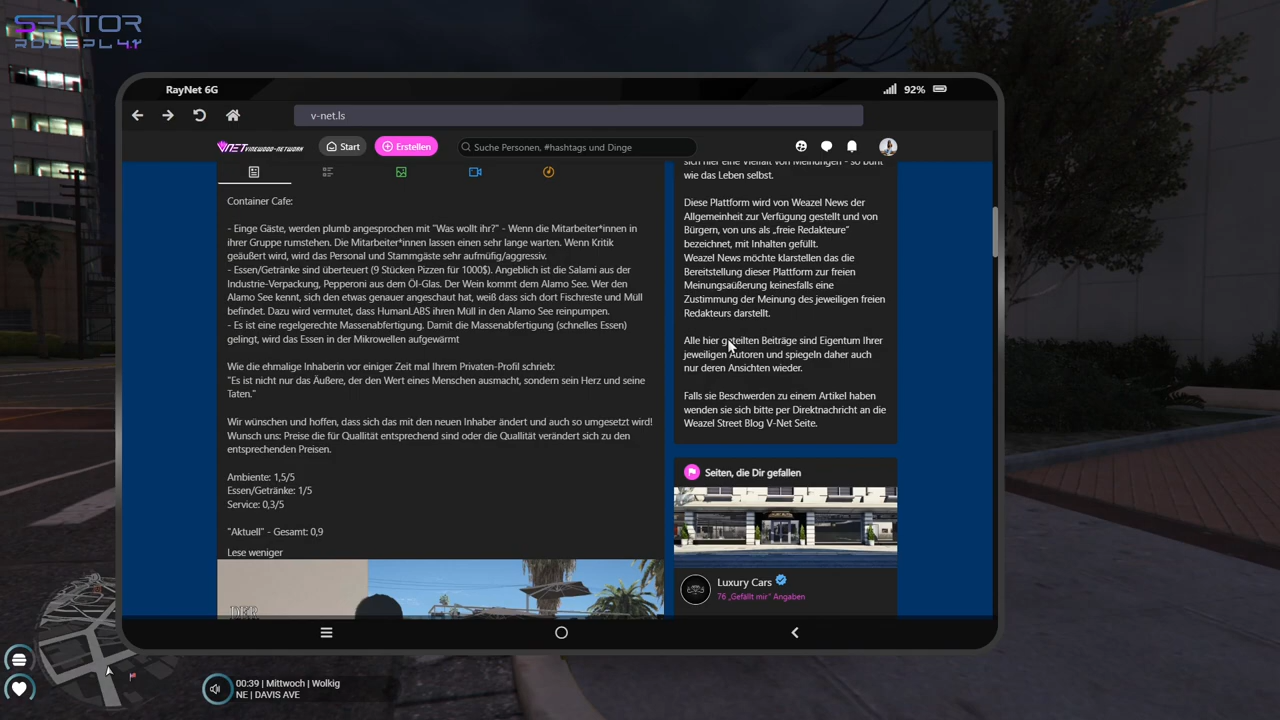 SEKTOR
ROLEPL4.Y
RayNet 6G
92%
v-net.ls
VNET VINEWOOD-NETWORK
Start
Erstellen
Suche Personen, #hashtags und Dinge
Container Cafe:
- Einge Gäste, werden plumb angesprochen mit "Was wollt ihr?" - Wenn die Mitarbeiter*innen in
ihrer Gruppe rumstehen. Die Mitarbeiter*innen lassen einen sehr lange warten. Wenn Kritik
geäußert wird, wird das Personal und Stammgäste sehr aufmüfig/aggressiv.
- Essen/Getränke sind überteuert (9 Stücken Pizzen für 1000$). Angeblich ist die Salami aus der
Industrie-Verpackung, Pepperoni aus dem Öl-Glas. Der Wein kommt dem Alamo See. Wer den
Alamo See kennt, sich den etwas genauer angeschaut hat, weiß dass sich dort Fischreste und Müll
befindet. Dazu wird vermutet, dass HumanLABS ihren Müll in den Alamo See reinpumpen.
- Es ist eine regelgerechte Massenabfertigung. Damit die Massenabfertigung (schnelles Essen)
gelingt, wird das Essen in der Mikrowellen aufgewärmt
Wie die ehmalige Inhaberin vor einiger Zeit mal Ihrem Privaten-Profil schrieb:
"Es ist nicht nur das Äußere, der den Wert eines Menschen ausmacht, sondern sein Herz und seine
Taten."
Wir wünschen und hoffen, dass sich das mit den neuen Inhaber ändert und auch so umgesetzt wird!
Wunsch uns: Preise die für Quallität entsprechend sind oder die Quallität verändert sich zu den
entsprechenden Preisen.
Ambiente: 1,5/5
Essen/Getränke: 1/5
Service: 0,3/5
"Aktuell" - Gesamt: 0,9
Lese weniger
DER
sich hier eine Vielfalt von Meinungen - so bunt
wie das Leben selbst.
Diese Plattform wird von Weazel News der
Allgemeinheit zur Verfügung gestellt und von
Bürgern, von uns als „freie Redakteure"
bezeichnet, mit Inhalten gefüllt.
Weazel News möchte klarstellen das die
Bereitstellung dieser Plattform zur freien
Meinungsaüßerung keinesfalls eine
Zustimmung der Meinung des jeweiligen freien
Redakteurs darstellt.
Alle hier geteilten Beiträge sind Eigentum Ihrer
jeweiligen Autoren und spiegeln daher auch
nur deren Ansichten wieder.
Falls sie Beschwerden zu einem Artikel haben
wenden sie sich bitte per Direktnachricht an die
Weazel Street Blog V-Net Seite.
Seiten, die Dir gefallen
Luxury Cars
76 „Gefällt mir" Angaben
00:39 | Mittwoch | Wolkig
NE | DAVIS AVE